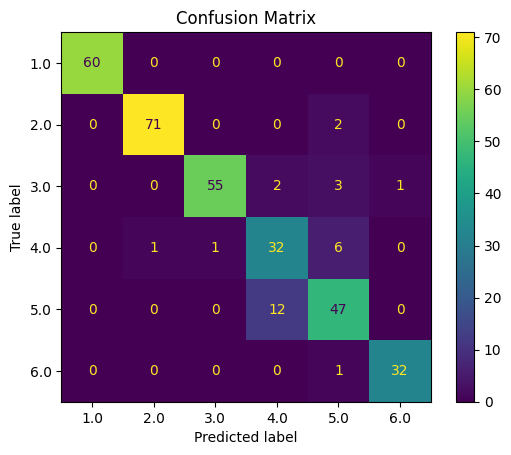 Confusion Matrix
1.0 60 0 0 0 0 0
2.0 0 71 0 0 2 0
3.0 0 0 55 2 3 1
4.0 0 1 1 32 6 0
5.0 0 0 0 12 47 0
6.0 0 0 0 0 1 32
1.0 2.0 3.0 4.0 5.0 6.0
Predicted label
True label
70
60
50
40
30
20
10
0